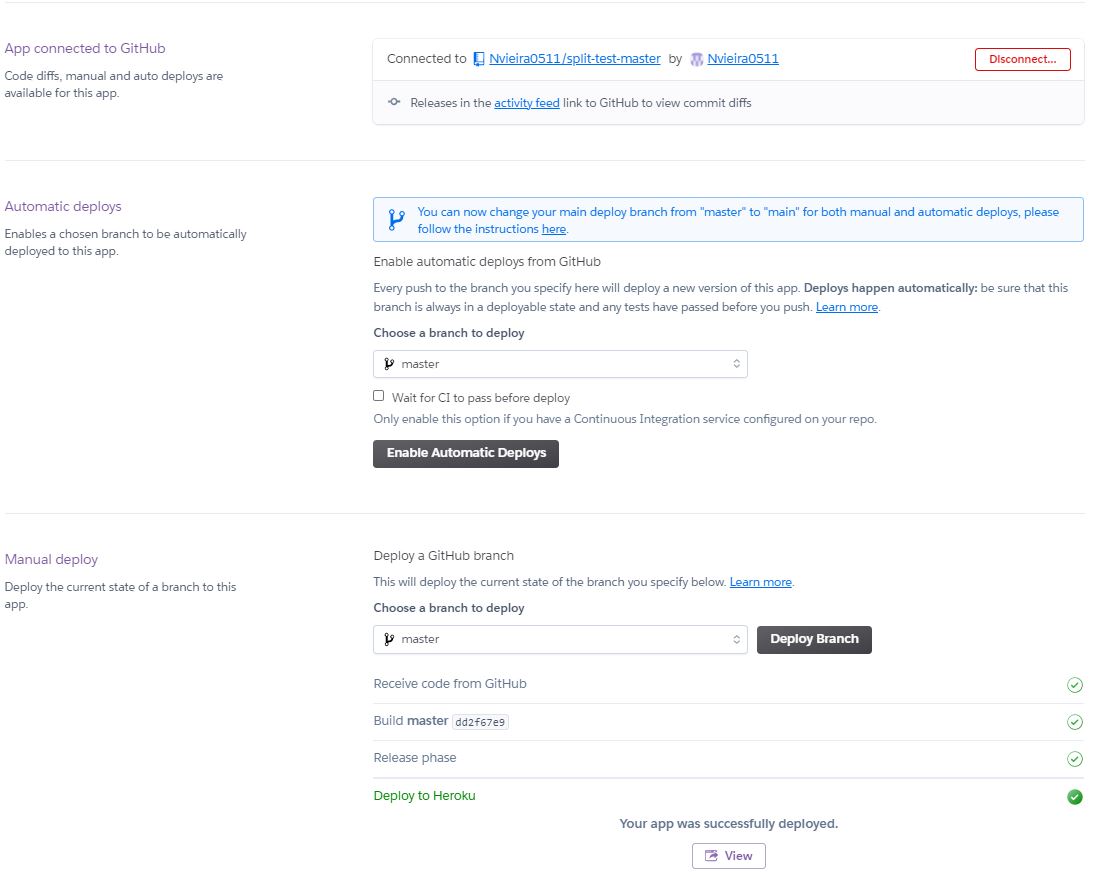 App connected to GitHub
Code diffs, manual and auto deploys are
available for this app.
Connected to Nvieira0511/split-test-master by Nvieira0511
Disconnect...
Releases in the activity feed link to GitHub to view commit diffs
Automatic deploys
Enables a chosen branch to be automatically
deployed to this app.
You can now change your main deploy branch from "master" to "main" for both manual and automatic deploys, please
follow the instructions here.
Enable automatic deploys from GitHub
Every push to the branch you specify here will deploy a new version of this app. Deploys happen automatically: be sure that this
branch is always in a deployable state and any tests have passed before you push. Learn more.
Choose a branch to deploy
master
Wait for CI to pass before deploy
Only enable this option if you have a Continuous Integration service configured on your repo.
Enable Automatic Deploys
Manual deploy
Deploy the current state of a branch to this
app.
Deploy a GitHub branch
This will deploy the current state of the branch you specify below. Learn more.
Choose a branch to deploy
master
Deploy Branch
Receive code from GitHub
Build master dd2f67e9
Release phase
Deploy to Heroku
Your app was successfully deployed.
View